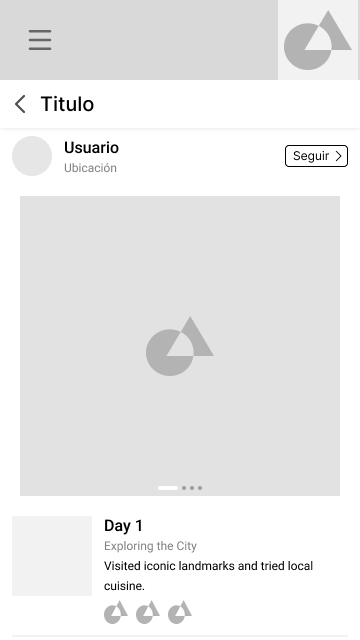 Titulo
Usuario
Ubicación
Seguir
Day 1
Exploring the City
Visited iconic landmarks and tried local
cuisine.